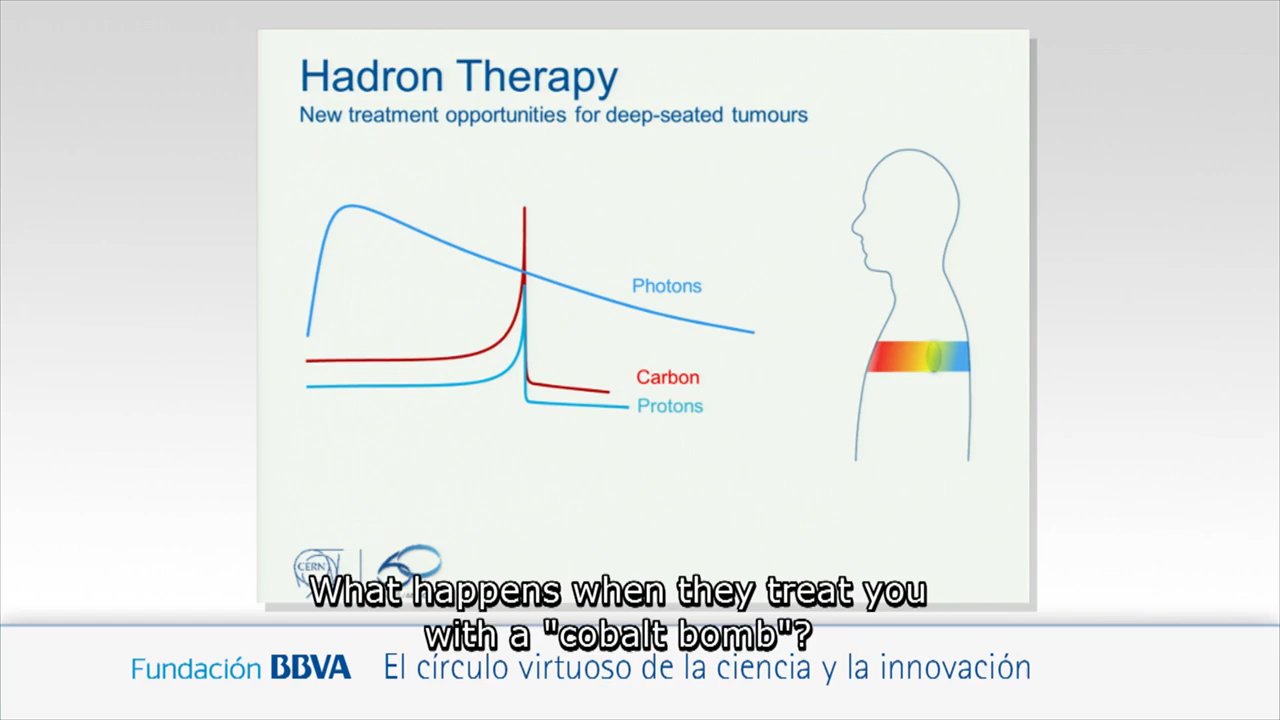 Hadron Therapy
New treatment opportunities for deep-seated tumours
Photons
Carbon
Protons
CERN
What happens when they treat you
with a "cobalt bomb"?
Fundación BBVA El círculo virtuoso de la ciencia y la innovación